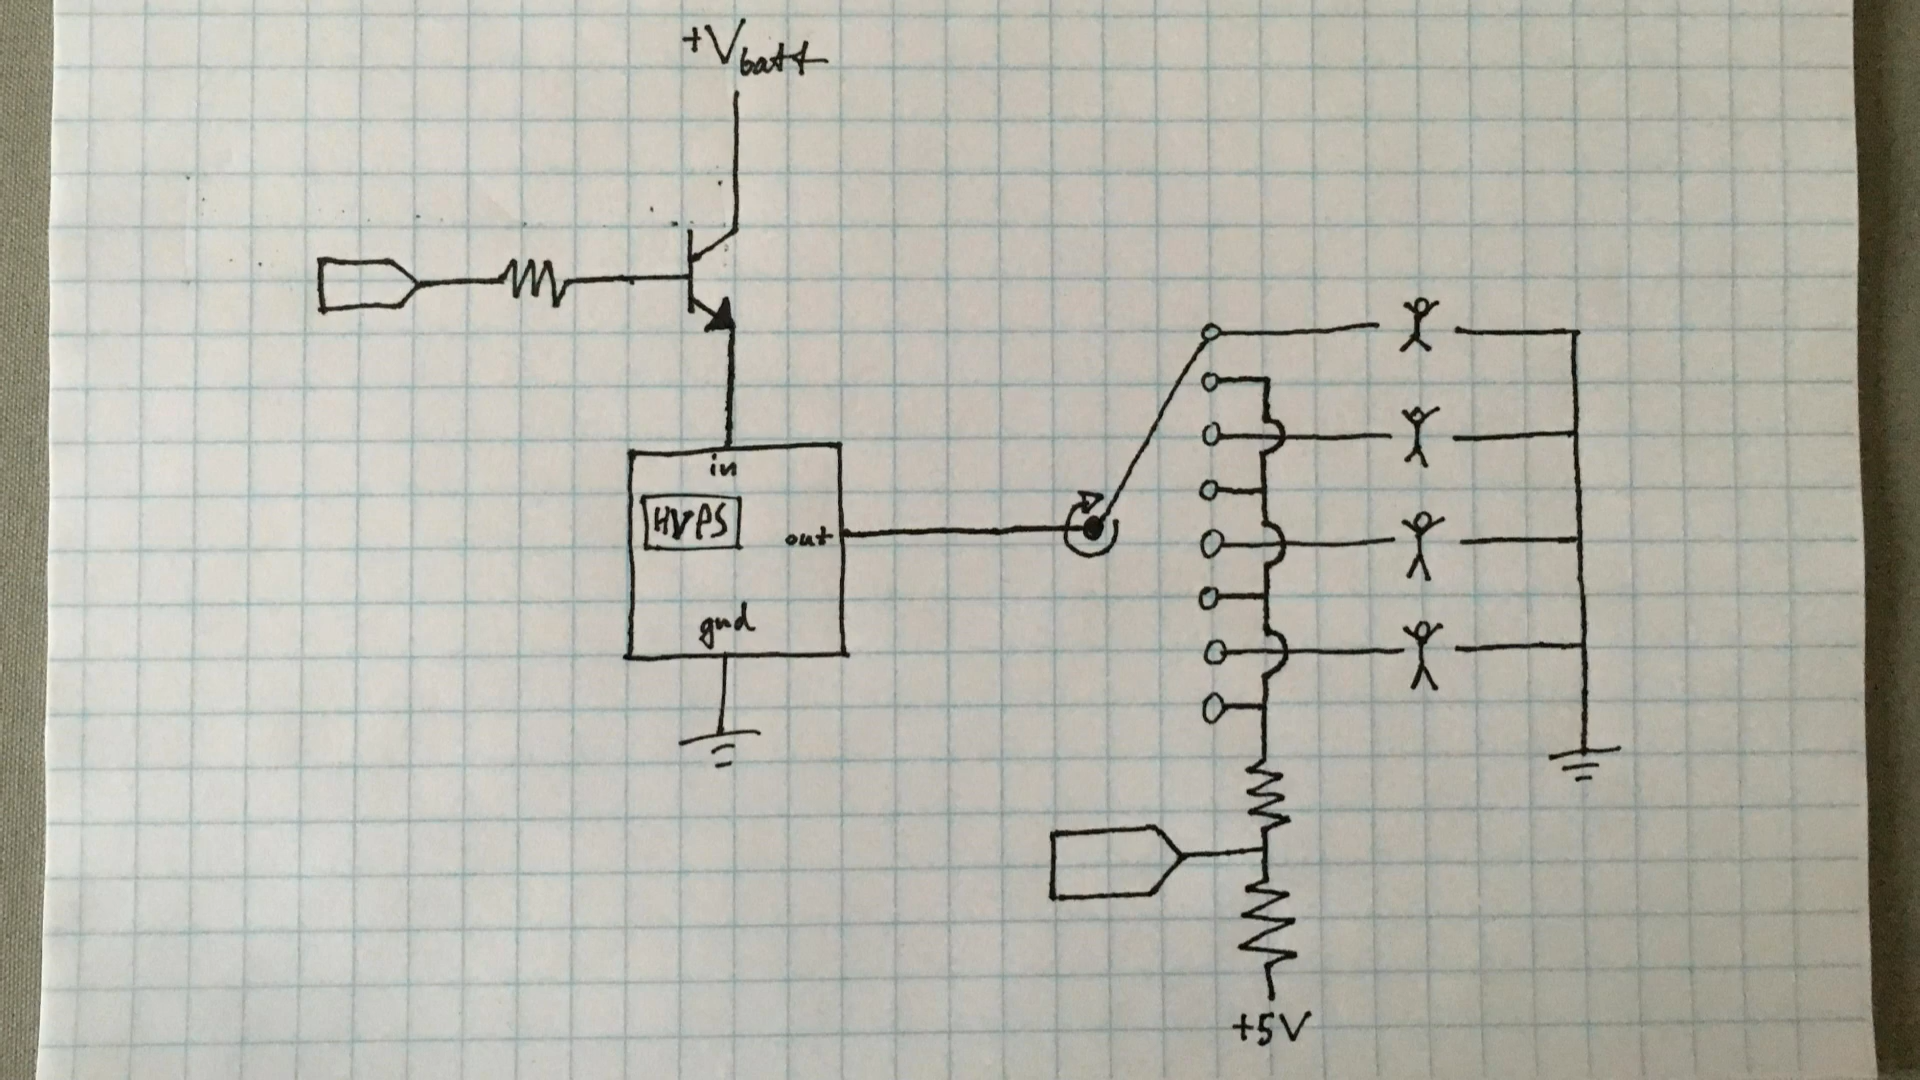 +Vbatt
in
HVPS
out
gnd
+5V